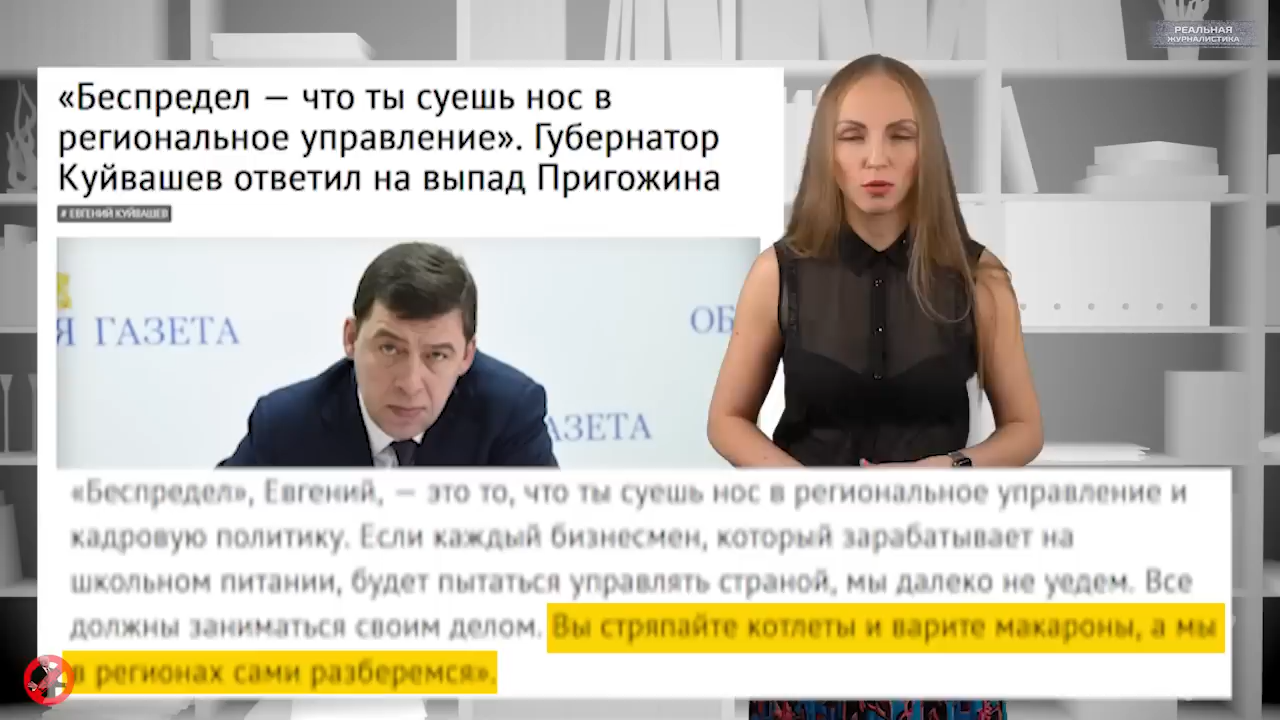 РЕАЛЬНАЯ
ЖУРНАЛИСТИКА
«Беспредел — что ты суешь нос в
региональное управление». Губернатор
Куйвашев ответил на выпад Пригожина
# ЕВГЕНИЙ КУЙВАШЕВ
Я ГАЗЕТА
ОБ
АЗЕТА
«Беспредел», Евгений, — это то, что ты суешь нос в региональное управление и
кадровую политику. Если каждый бизнесмен, который зарабатывает на
школьном питании, будет пытаться управлять страной, мы далеко не уедем. Все
должны заниматься своим делом. Вы стряпайте котлеты и варите макароны, а мы
в регионах сами разберемся».